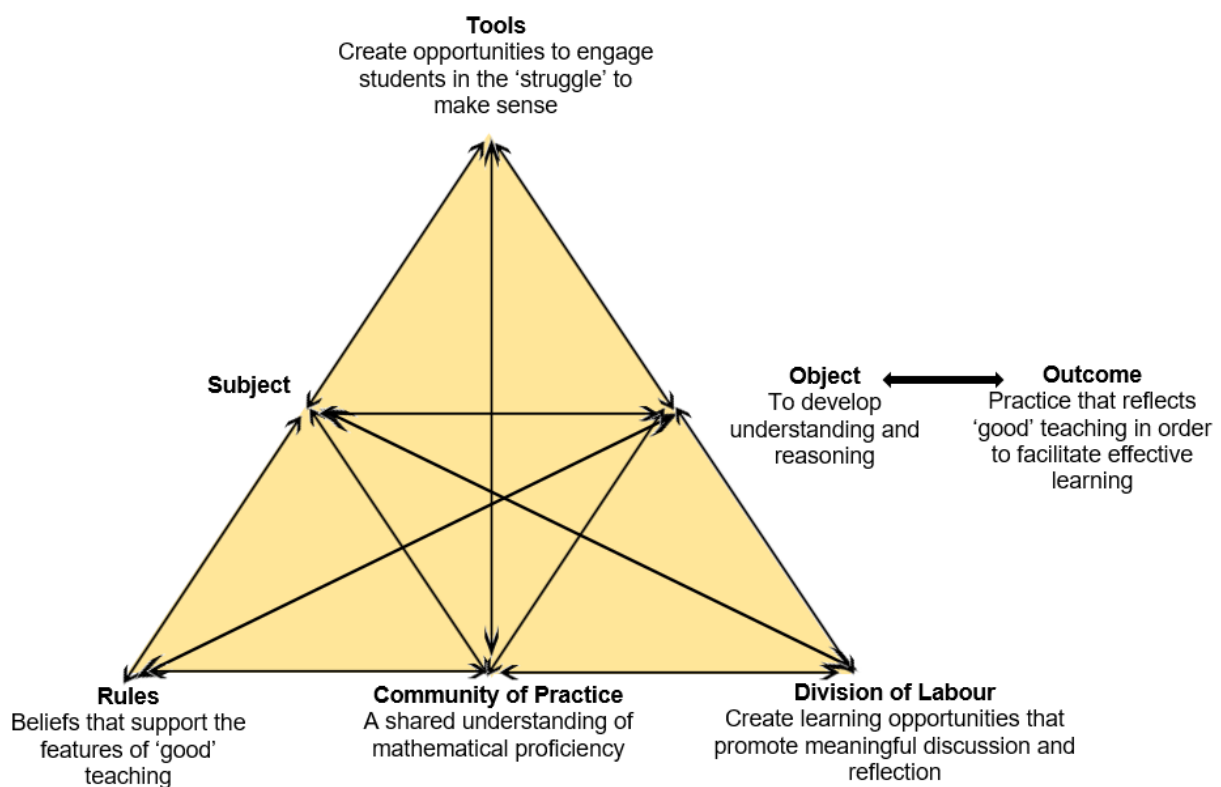 Tools
Create opportunities to engage
students in the ‘struggle’ to
make sense
Subject
Object
To develop
understanding and
reasoning
Outcome
Practice that reflects
‘good’ teaching in order
to facilitate effective
learning
Rules
Beliefs that support the
features of ‘good’
teaching
Community of Practice
A shared understanding of
mathematical proficiency
Division of Labour
Create learning opportunities that
promote meaningful discussion and
reflection